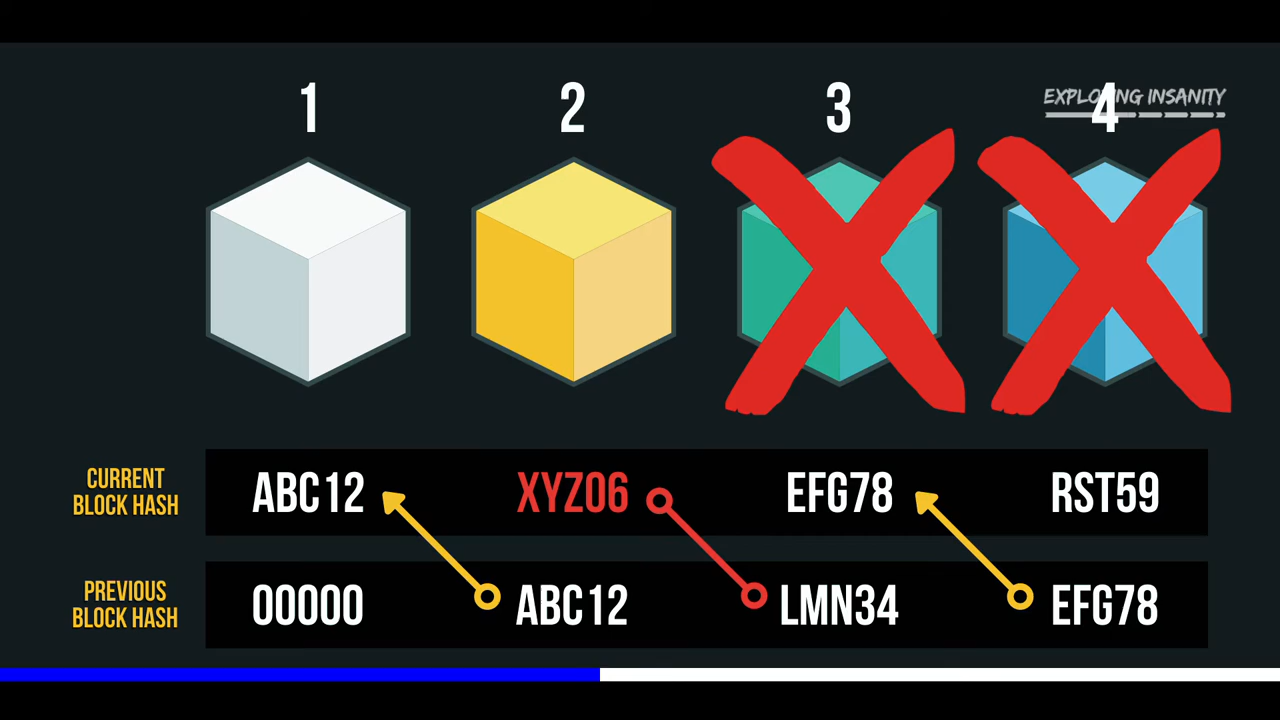 1 2 3 4
EXPLORING INSANITY
CURRENT
BLOCK HASH
ABC12 XYZ06 EFG78 RST59
PREVIOUS
BLOCK HASH
00000 ABC12 LMN34 EFG78